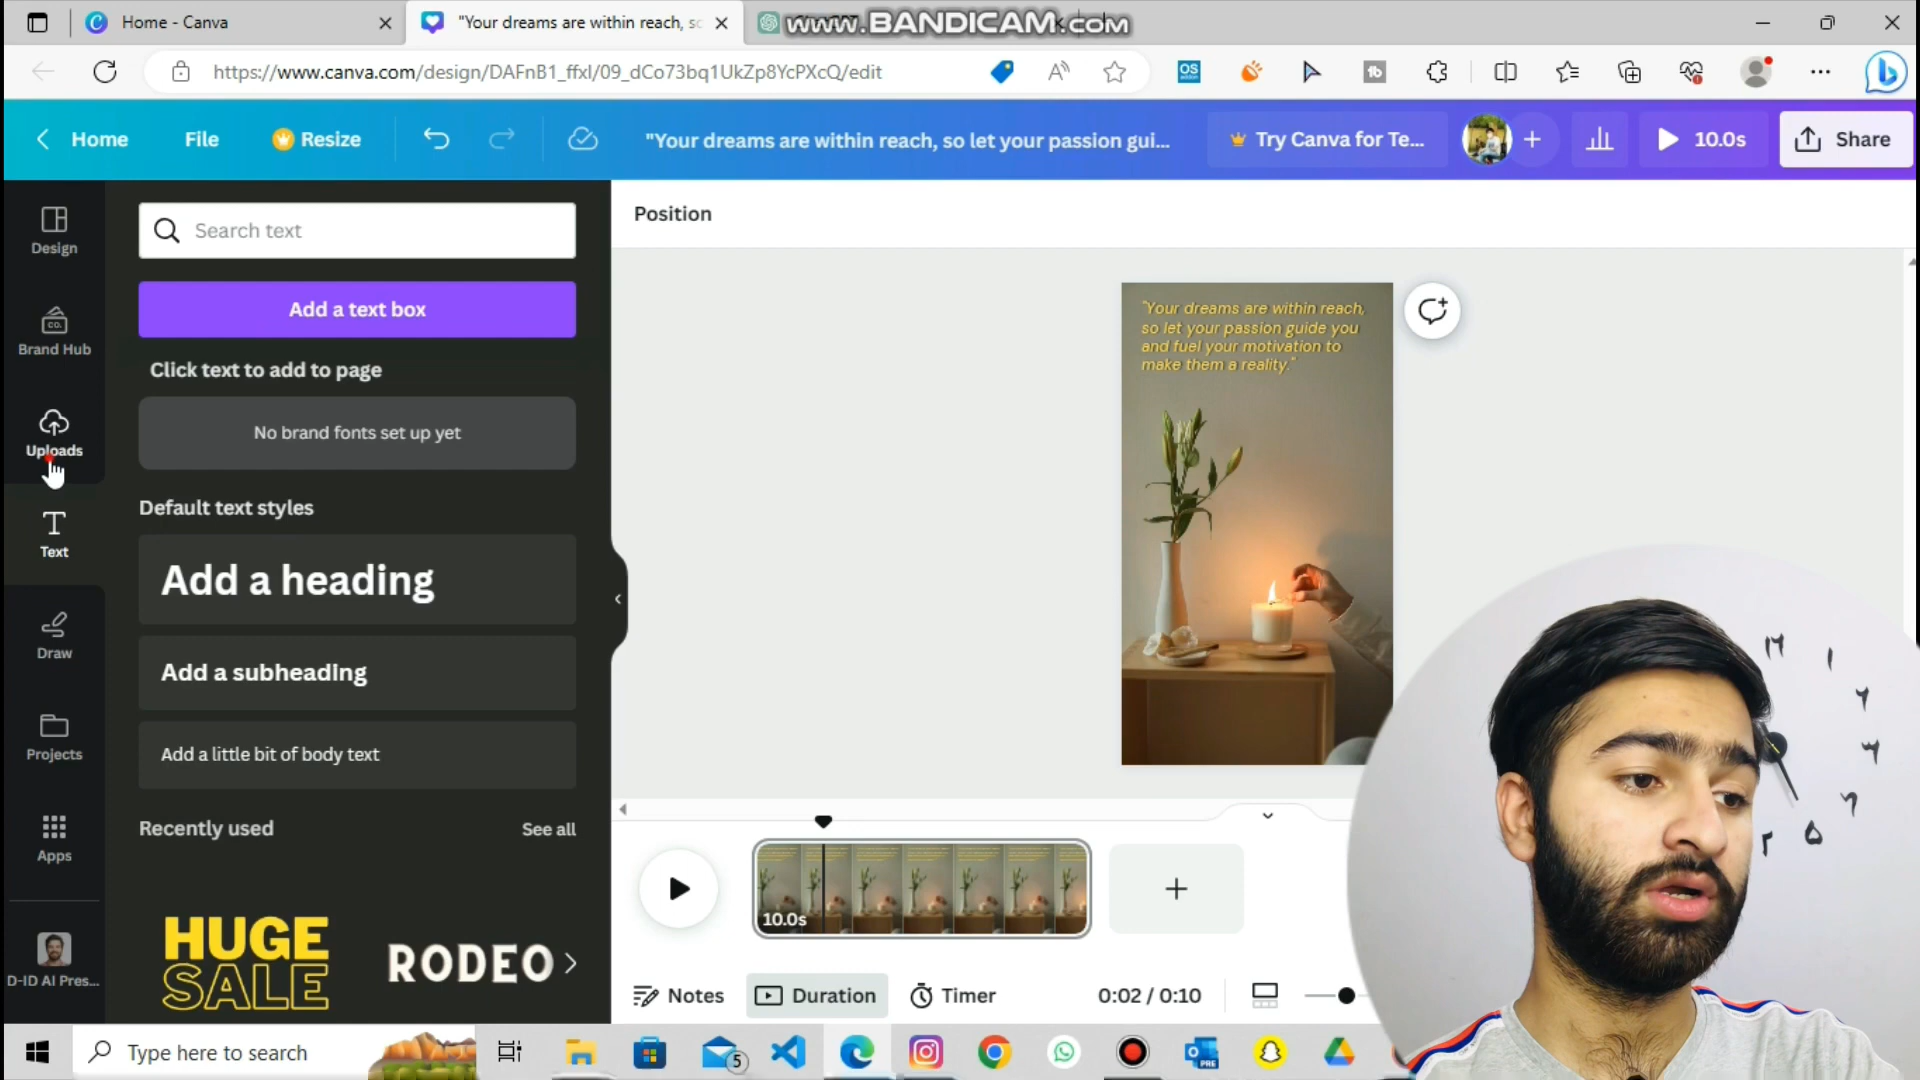 Home - Canva
"Your dreams are within reach, sc
www.BANDICAM.com
https://www.canva.com/design/DAFnB1_ffxI/09_dCo73bq1UkZp8YcPXcQ/edit
Home
File
Resize
"Your dreams are within reach, so let your passion gui...
Try Canva for Te...
10.0s
Share
Design
Brand Hub
Uploads
Text
Draw
Projects
Apps
D-ID AI Pres...
Search text
Add a text box
Click text to add to page
No brand fonts set up yet
Default text styles
Add a heading
Add a subheading
Add a little bit of body text
Recently used
See all
HUGE
SALE
RODEO
Position
"Your dreams are within reach,
so let your passion guide you
and fuel your motivation to
make them a reality."
10.0s
Notes
Duration
Timer
0:02 / 0:10
Type here to search
5